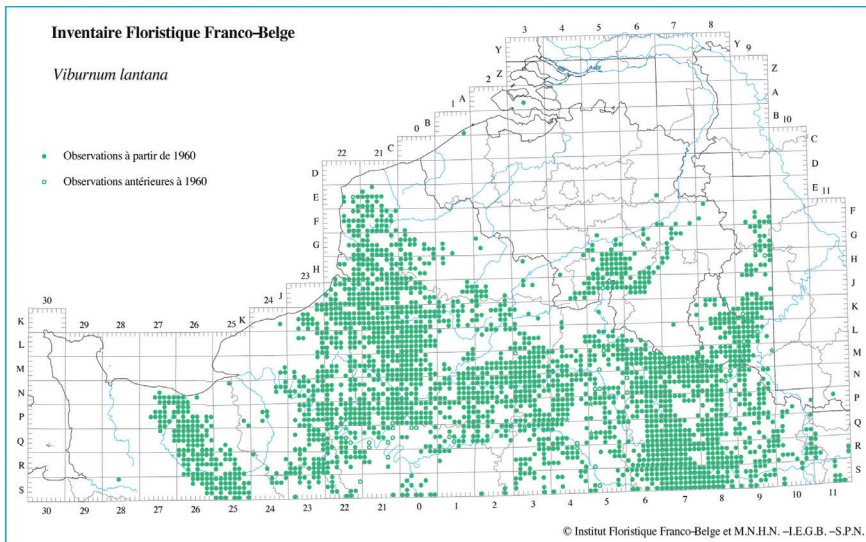 Inventaire Floristique Franco–Belge
Viburnum lantana
Observations à partir de 1960
Observations antérieures à 1960
3 4 5 6 7 8
Y Y
9
Z Z
2
A A
1
B B
10
0
C C
22 21
D D
E E
11
F F
G G
H H
23
J J
24
K K
30
29
28
27 26 25
K K
L L
M M
N N
P P
Q Q
R R
S S
30 29 28 27 26 25 24 23 22 21 0 1 2 3 4 5 6 7 8 9 10 11
© Institut Floristique Franco-Belge et M.N.H.N. –I.E.G.B. –S.P.N.